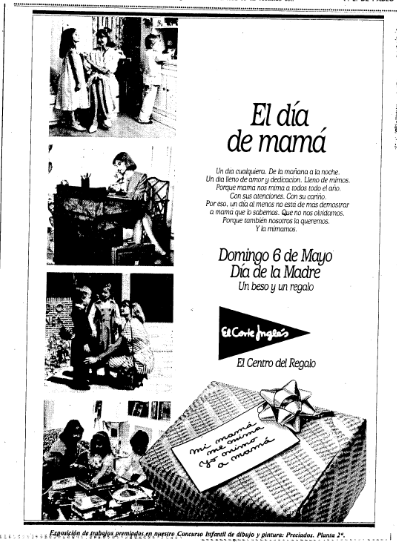 El día
de mamá
Un día cualquiera. De la mañana a la noche.
Un día lleno de amor y dedicación. Lleno de mimos.
Porque mamá nos mima a todos todo el año.
Con sus atenciones. Con su cariño.
Por eso, un día al menos no está de más demostrar
a mamá que lo sabemos. Que no nos olvidamos.
Porque también nosotros la queremos.
Y la mimamos.
Domingo 6 de Mayo
Día de la Madre
Un beso y un regalo
El Corte Inglés
El Centro del Regalo
mi mamá
me mima
yo mimo
a mamá
Exposición de trabajos premiados en nuestro Concurso Infantil de dibujo y pintura: Preciados. Planta 2ª.